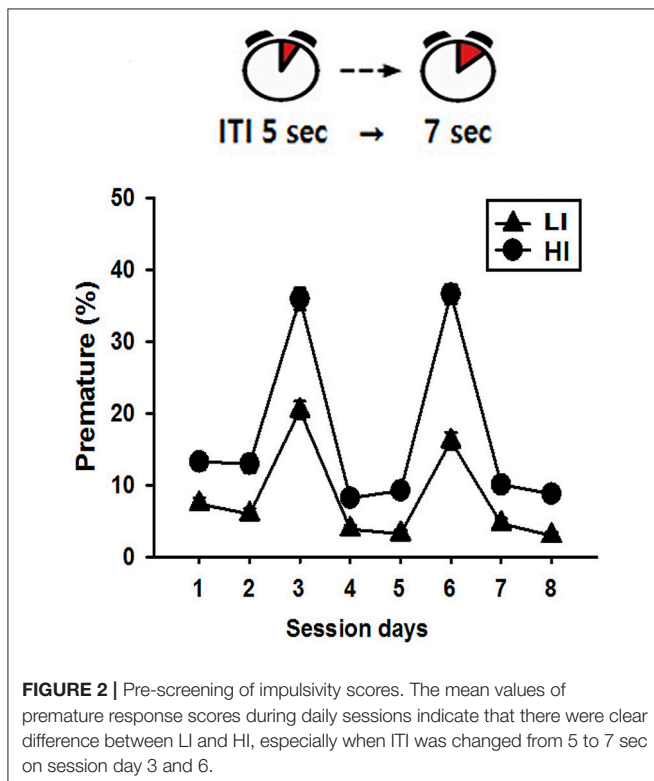 ITI 5 sec → 7 sec
50
LI
HI
40
30
20
10
0
Premature (%)
1 2 3 4 5 6 7 8
Session days
FIGURE 2 | Pre-screening of impulsivity scores. The mean values of
premature response scores during daily sessions indicate that there were clear
difference between LI and HI, especially when ITI was changed from 5 to 7 sec
on session day 3 and 6.